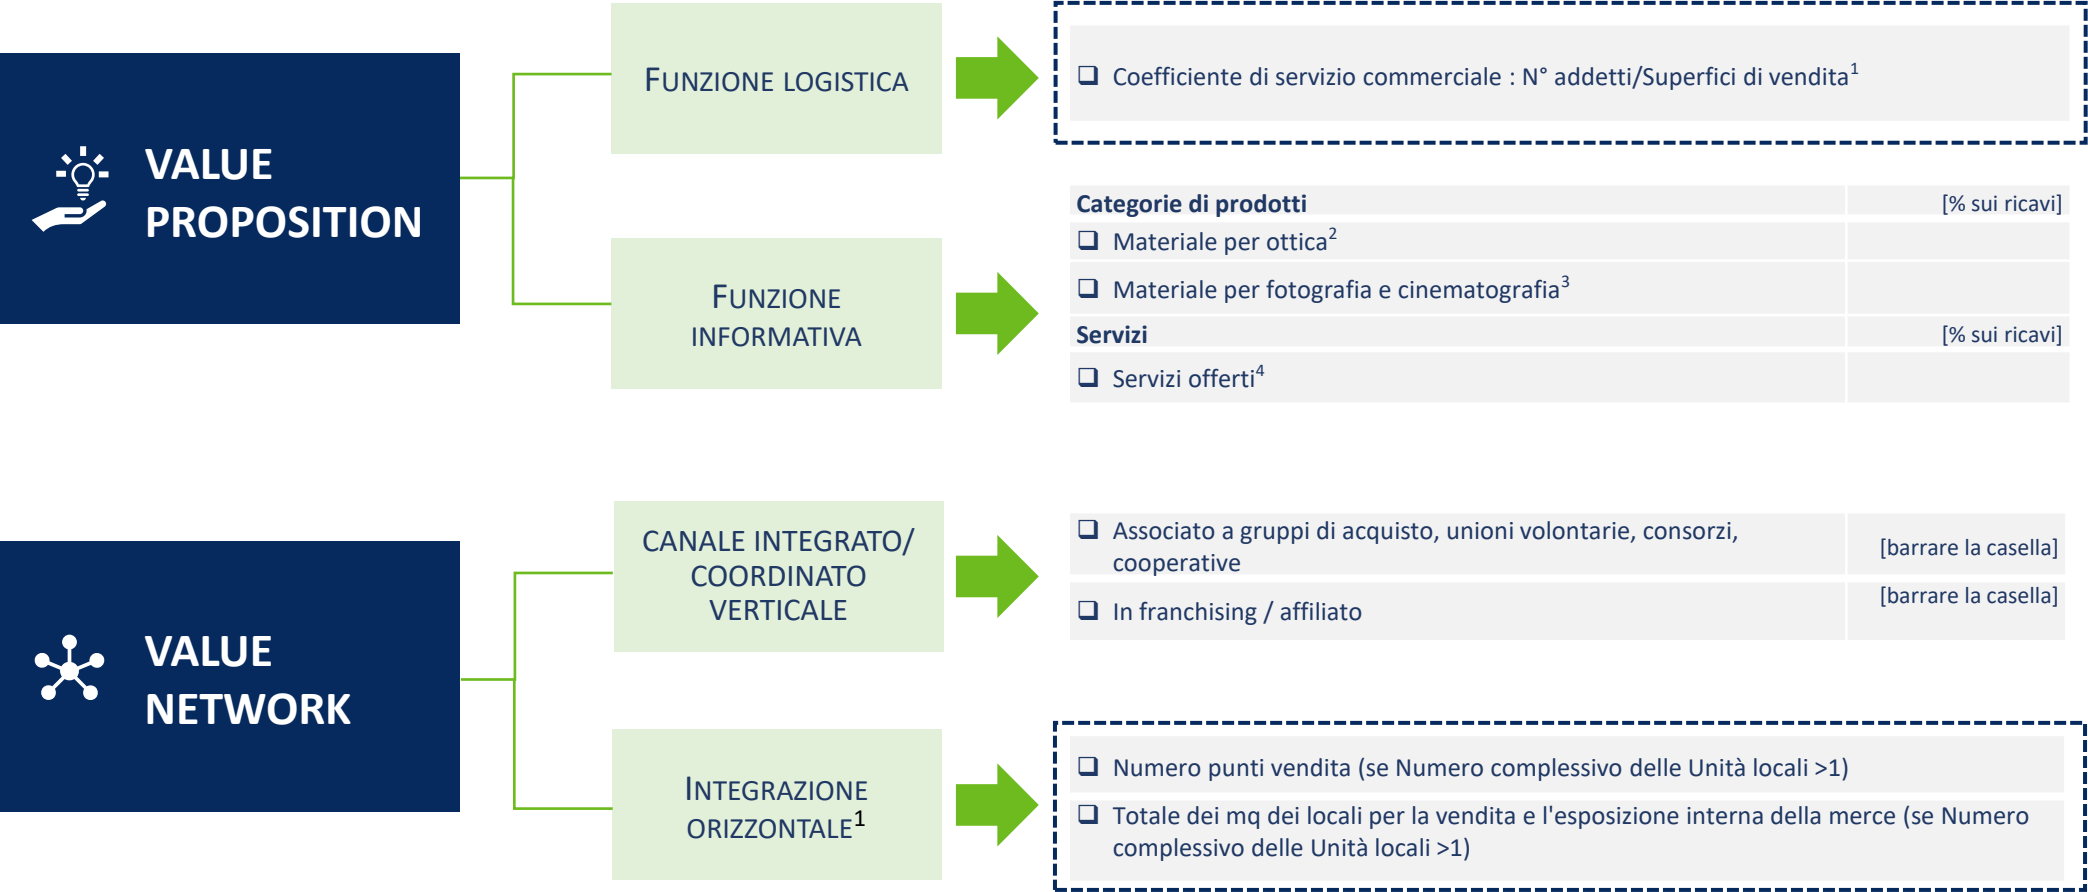 VALUE
PROPOSITION
FUNZIONE LOGISTICA
❑ Coefficiente di servizio commerciale : N° addetti/Superfici di vendita¹
FUNZIONE
INFORMATIVA
Categorie di prodotti [% sui ricavi]
❑ Materiale per ottica²
❑ Materiale per fotografia e cinematografia³
Servizi [% sui ricavi]
❑ Servizi offerti⁴
VALUE
NETWORK
CANALE INTEGRATO/
COORDINATO
VERTICALE
❑ Associato a gruppi di acquisto, unioni volontarie, consorzi,
cooperative
[barrare la casella]
❑ In franchising / affiliato
[barrare la casella]
INTEGRAZIONE
ORIZZONTALE¹
❑ Numero punti vendita (se Numero complessivo delle Unità locali >1)
❑ Totale dei mq dei locali per la vendita e l'esposizione interna della merce (se Numero
complessivo delle Unità locali >1)